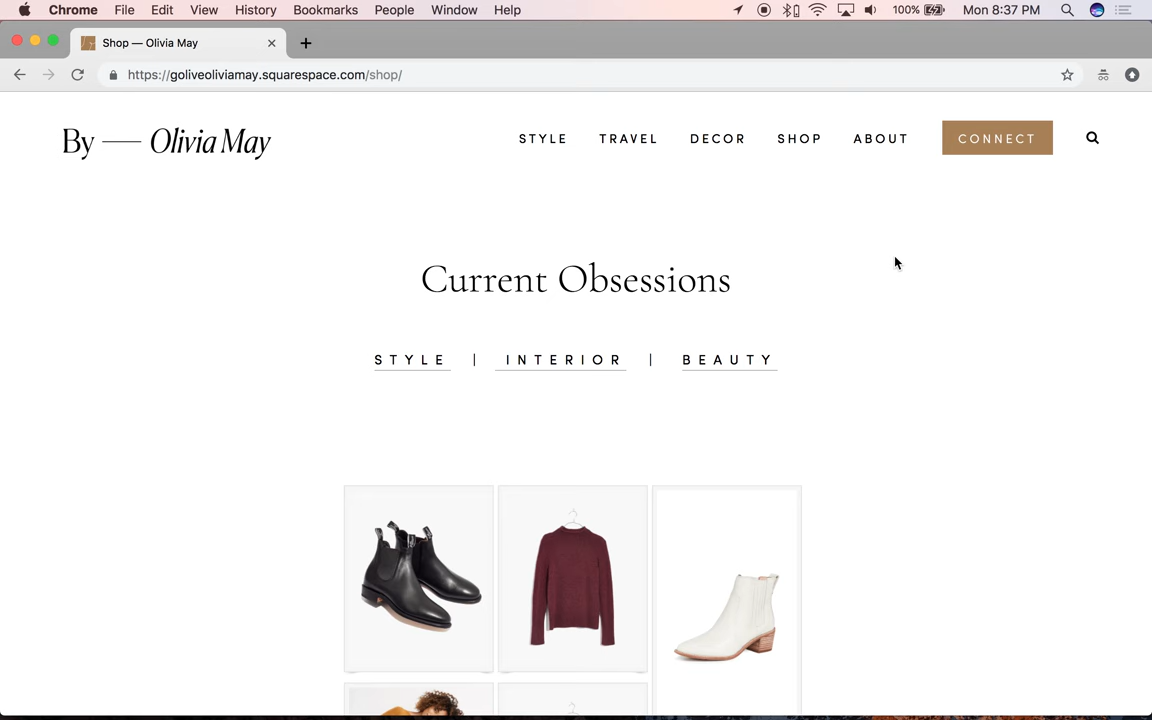 Chrome File Edit View History Bookmarks People Window Help 100% Mon 8:37 PM
Shop — Olivia May
https://goliveoliviamay.squarespace.com/shop/
By — Olivia May
STYLE TRAVEL DECOR SHOP ABOUT CONNECT
Current Obsessions
STYLE | INTERIOR | BEAUTY